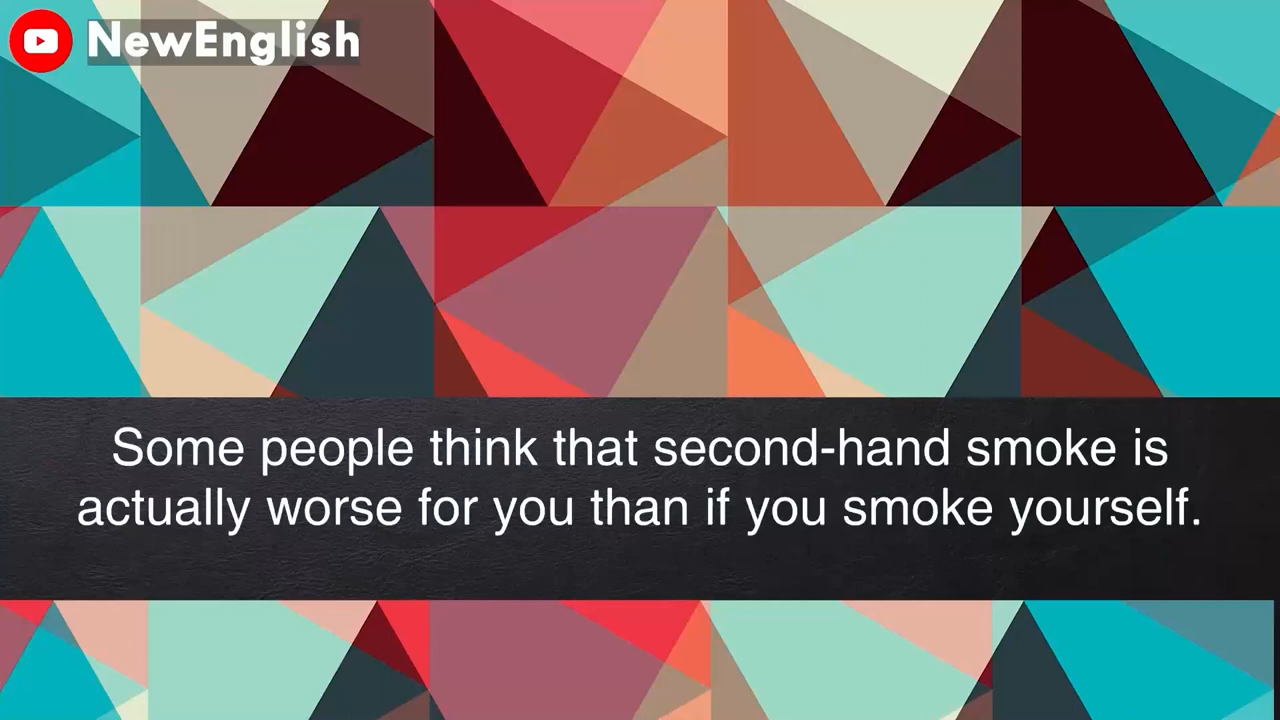 NewEnglish
Some people think that second-hand smoke is
actually worse for you than if you smoke yourself.